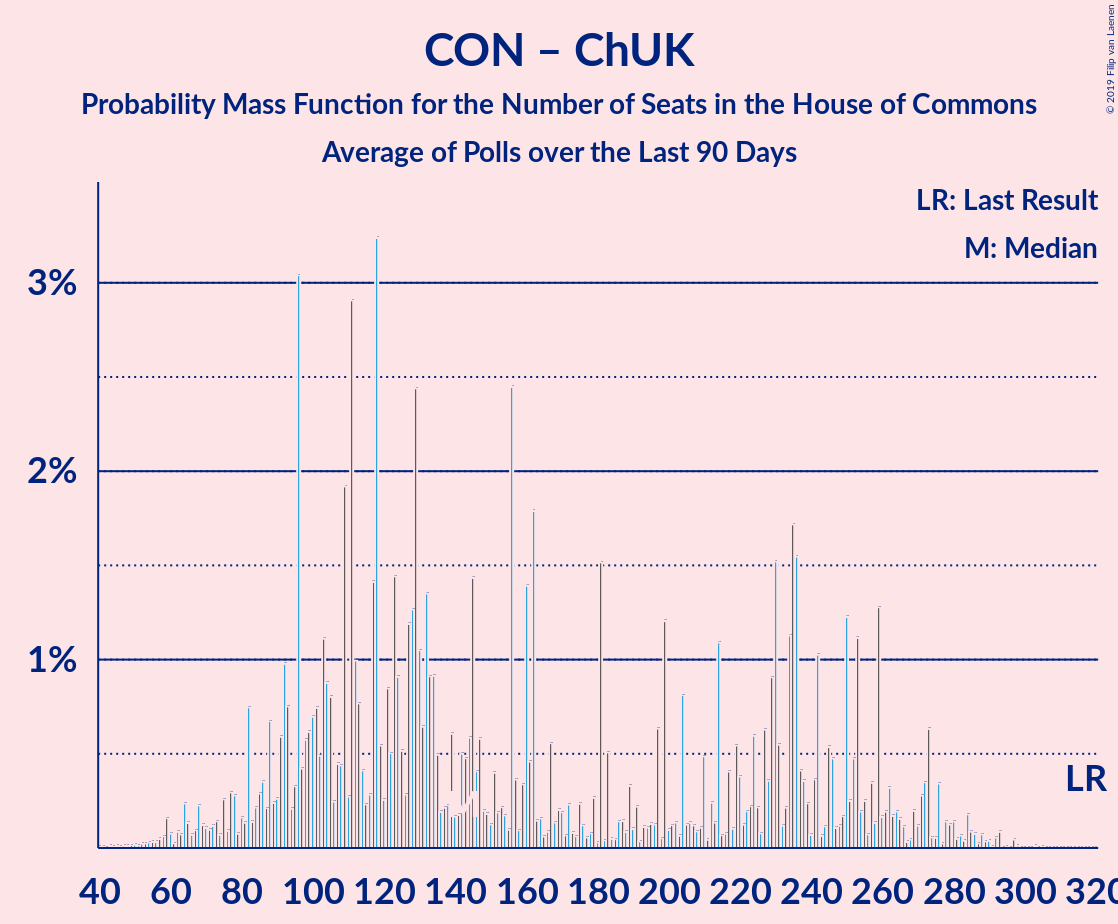 CON – ChUK
Probability Mass Function for the Number of Seats in the House of Commons
Average of Polls over the Last 90 Days
© 2019 Filip van Laenen
LR: Last Result
M: Median
3%
2%
1%
LR
40 60 80 100 120 140 160 180 200 220 240 260 280 300 320